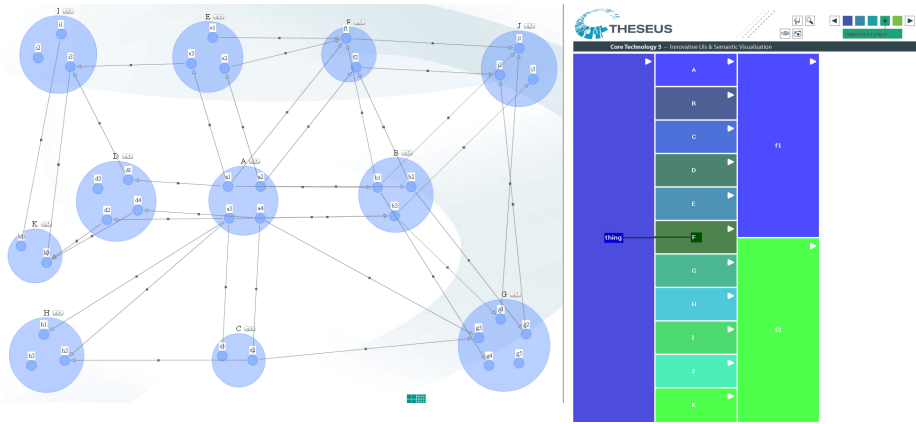 I
i1
i2
i3
E
e1
e2
e3
F
f1
f2
J
j1
j2
j3
D
d1
d3
d2
d4
A
a1
a2
a3
a4
B
b1
b2
b3
K
k1
k2
H
h1
h2
h3
C
c1
c2
G
g1
g2
g3
g4
g5
THESEUS
Core Technology 5 – Innovative UIs & Semantic Visualisation
thing
A
B
C
D
E
F
G
H
I
J
K
f1
f2